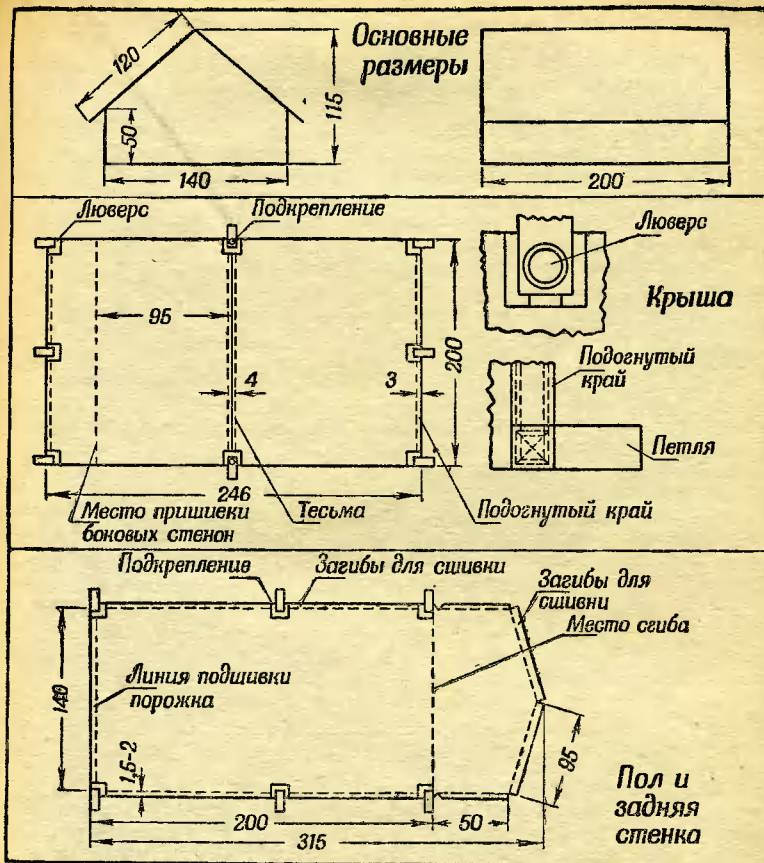 Основные
размеры
120
50
115
140
200
Люверс
Подкрепление
Люверс
Крыша
95
4
3
200
Подогнутый
край
Петля
246
Место пришивки
боковых стенон
Тесьма
Подогнутый край
Подкрепление
Загибы для сшивки
Загибы для
сшивки
Место сгиба
140
Линия подшивки
порожка
1,5-2
95
Пол и
задняя
стенка
200
50
315